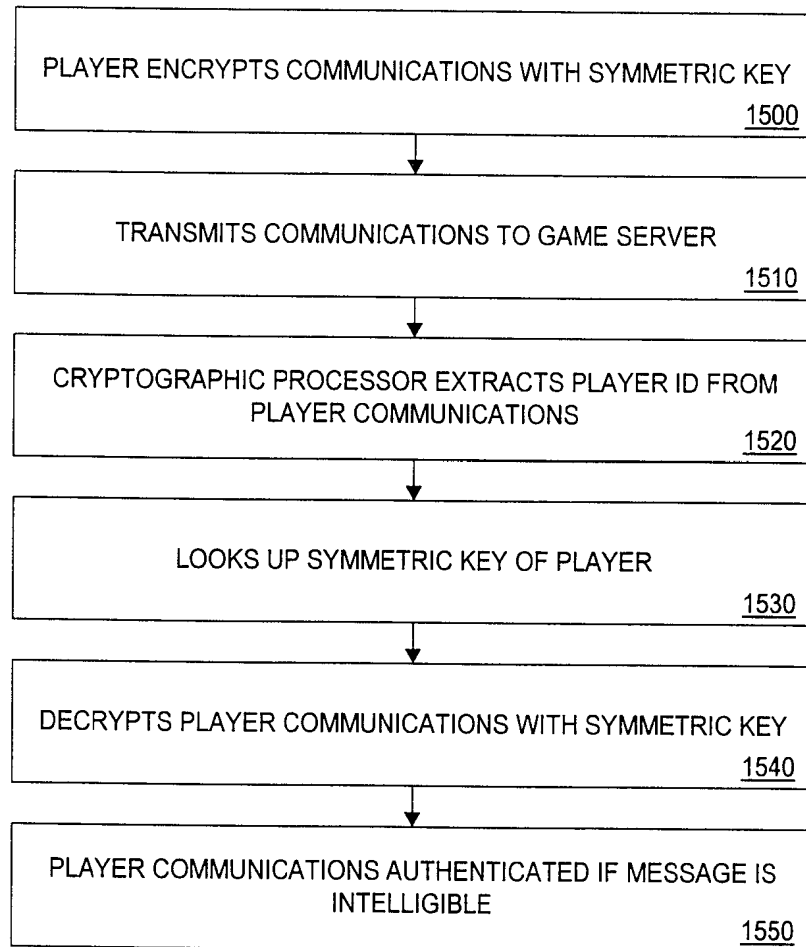 PLAYER ENCRYPTS COMMUNICATIONS WITH SYMMETRIC KEY
1500
TRANSMITS COMMUNICATIONS TO GAME SERVER
1510
CRYPTOGRAPHIC PROCESSOR EXTRACTS PLAYER ID FROM
PLAYER COMMUNICATIONS
1520
LOOKS UP SYMMETRIC KEY OF PLAYER
1530
DECRYPTS PLAYER COMMUNICATIONS WITH SYMMETRIC KEY
1540
PLAYER COMMUNICATIONS AUTHENTICATED IF MESSAGE IS
INTELLIGIBLE
1550